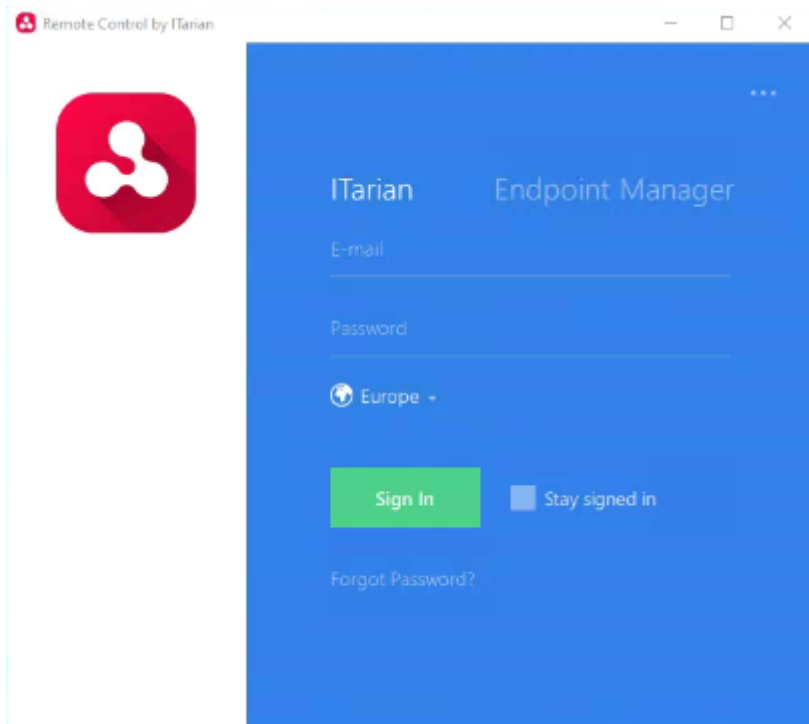 Remote Control by ITarian
ITarian Endpoint Manager
E-mail
Password
Europe
Sign In Stay signed in
Forgot Password?